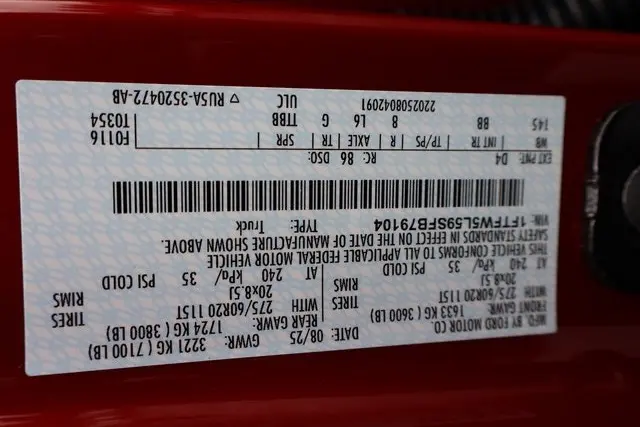 MFD. BY FORD MOTOR CO.
DATE: 08/25 GVWR: 3221 KG ( 7100 LB)
FRONT GAWR: 1633 KG ( 3600 LB) REAR GAWR: 1724 KG ( 3800 LB)
WITH 275/60R20 115T TIRES WITH 275/60R20 115T TIRES
20x8.5J RIMS 20x8.5J RIMS
AT 240 kPa/ 35 PSI COLD AT 240 kPa/ 35 PSI COLD
THIS VEHICLE CONFORMS TO ALL APPLICABLE FEDERAL MOTOR VEHICLE
SAFETY STANDARDS IN EFFECT ON THE DATE OF MANUFACTURE SHOWN ABOVE.
VIN: 1FTFW5L59SFB79104 TYPE: Truck
EXT PNT: D4 RC: 86 DSO:
WB INT TR TP/PS R AXLE TR SPR F0116
145 BB 8 L6 G TTBB T0354
2202508042091 ULC ▽ RU5A-3520472-AB